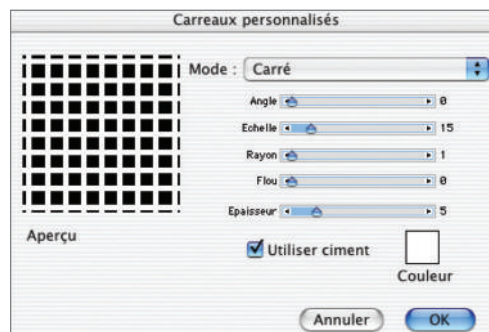 Carreaux personnalisés
Mode : Carré
Angle 0
Echelle 15
Rayon 1
Flou 0
Epaisseur 5
Aperçu
Utiliser ciment
Couleur
Annuler OK